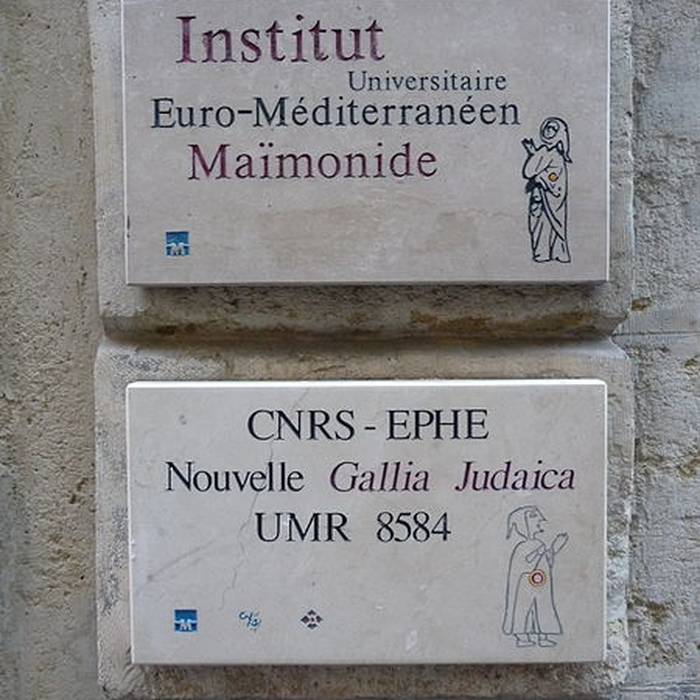 Institut
Universitaire
Euro-Méditerranéen
Maïmonide
M
CNRS - EPHE
Nouvelle Gallia Judaica
UMR 8584
M